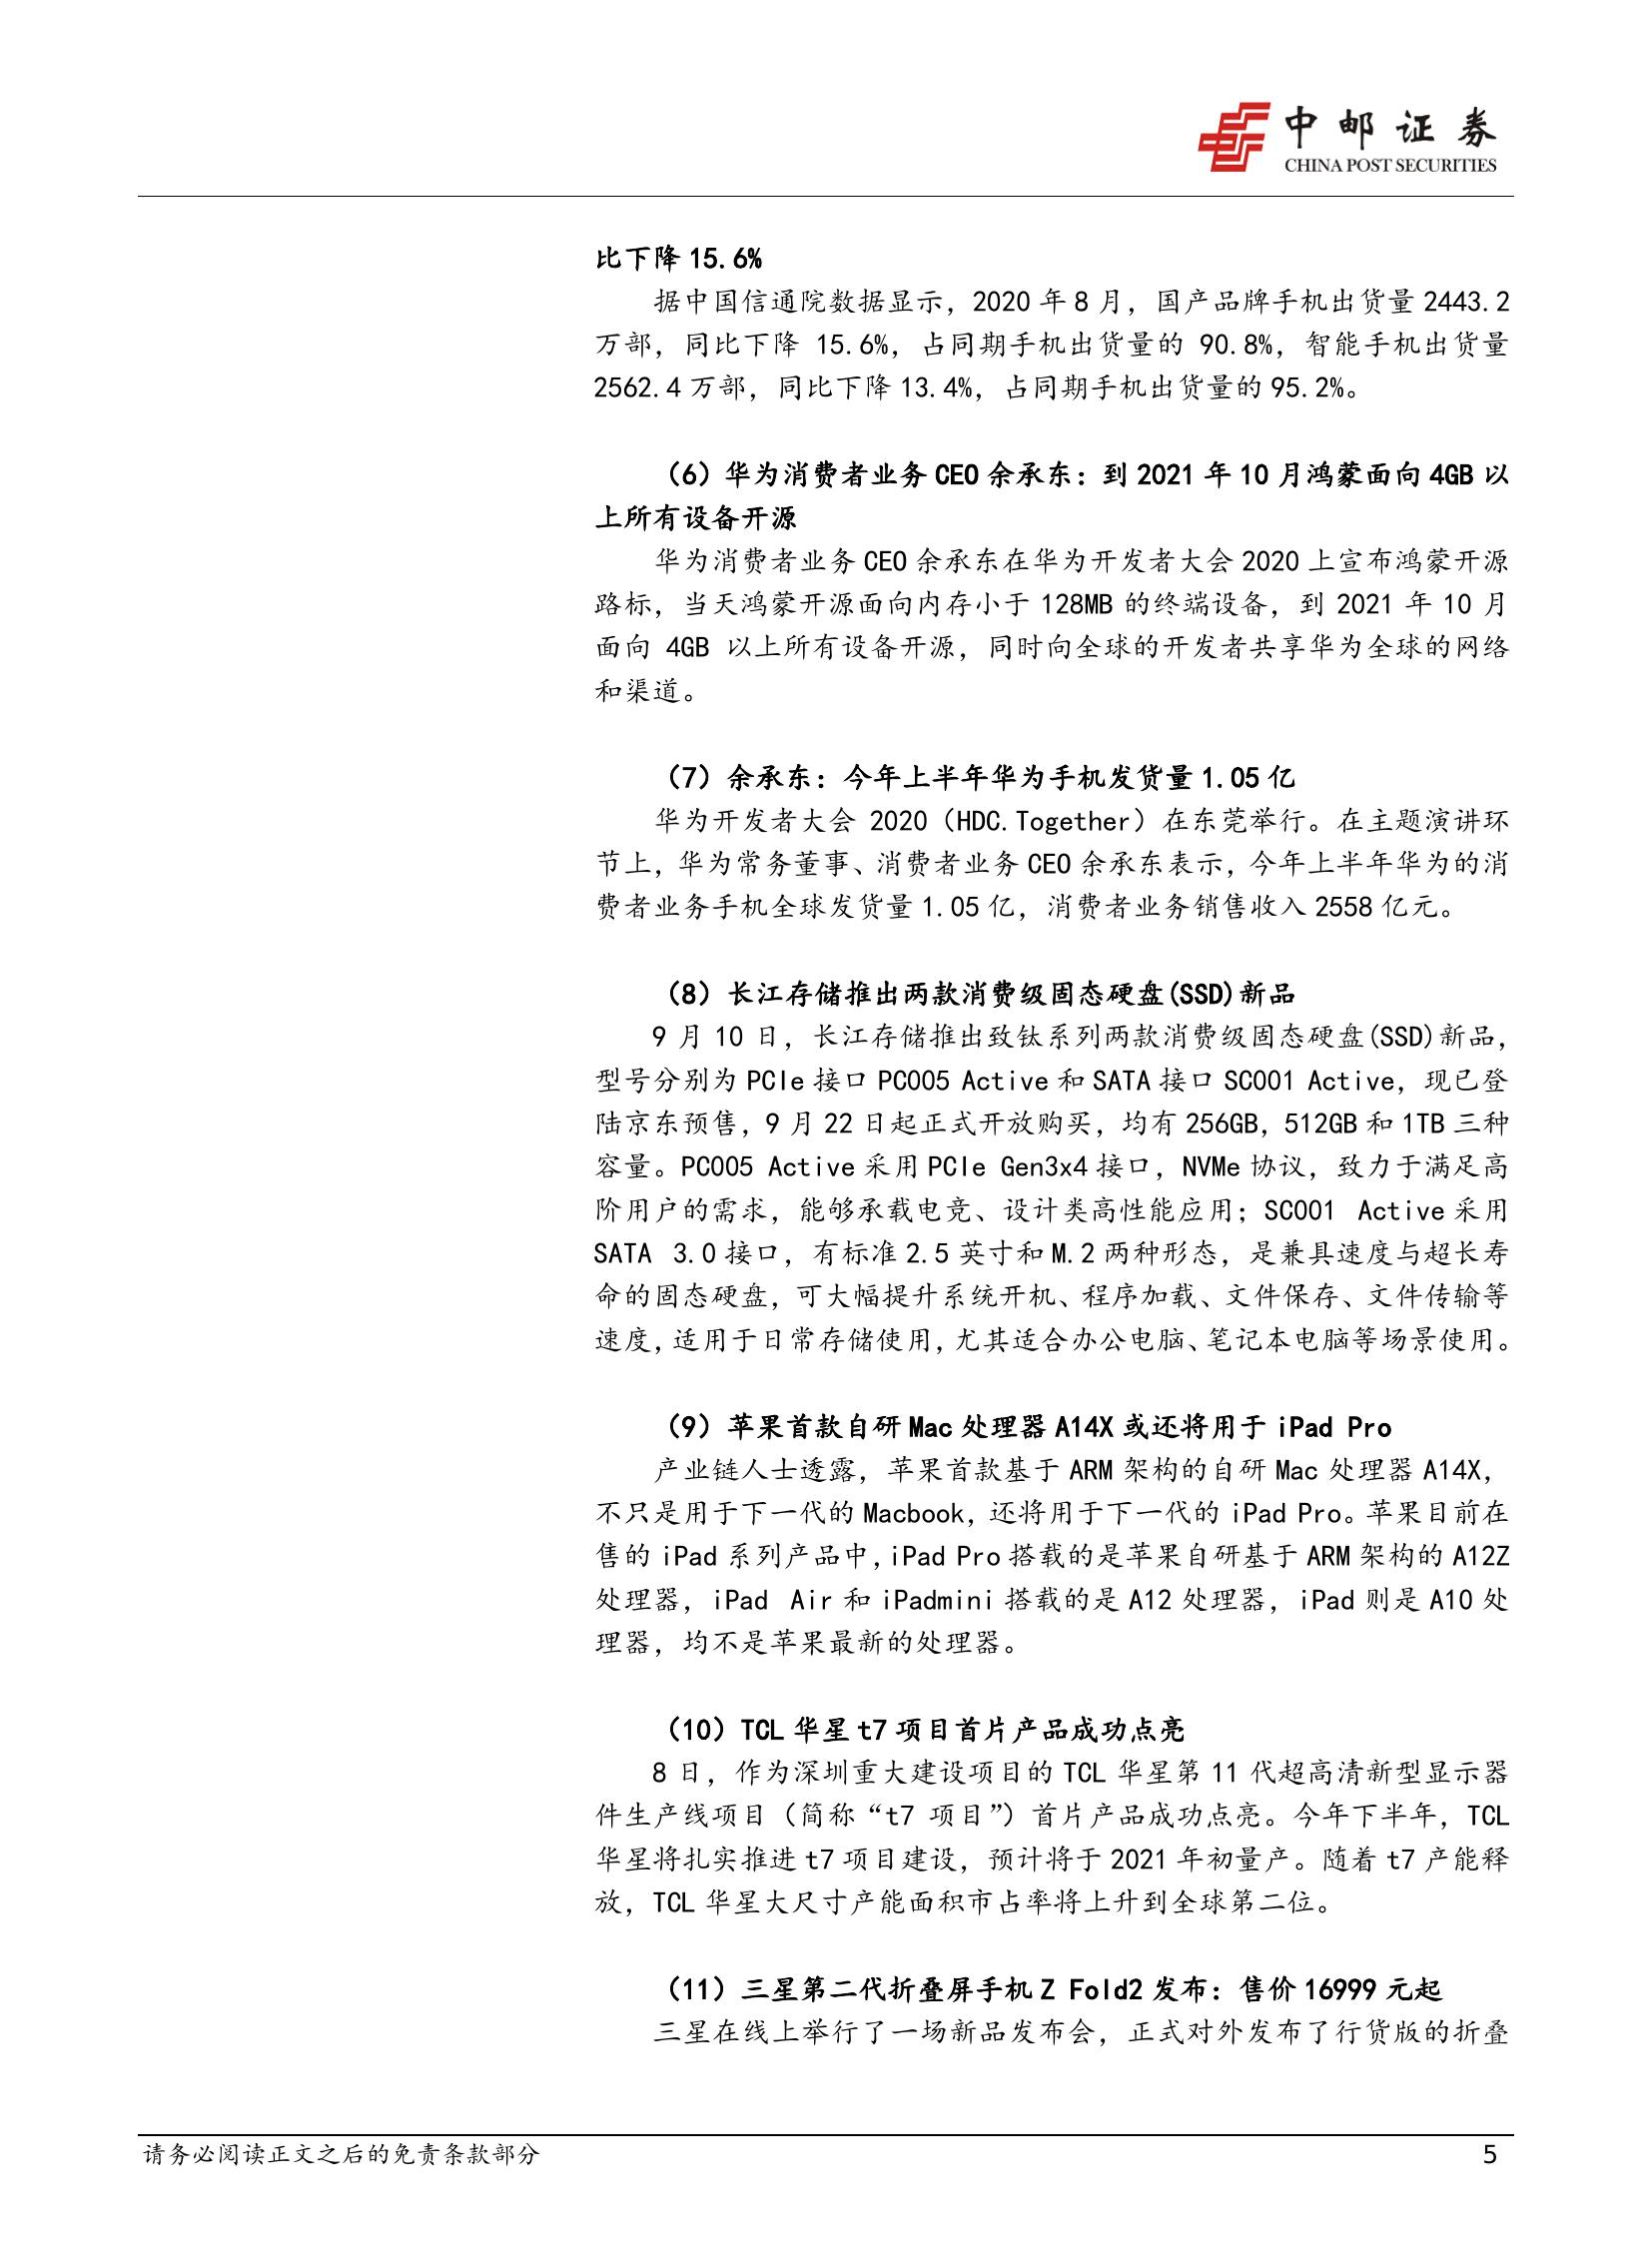 中邮证券
CHINA POST SECURITIES
比下降 15.6%
据中国信通院数据显示，2020 年 8 月，国产品牌手机出货量 2443.2
万部，同比下降 15.6%，占同期手机出货量的 90.8%，智能手机出货量
2562.4 万部，同比下降 13.4%，占同期手机出货量的 95.2%。
（6）华为消费者业务 CEO 余承东：到 2021 年 10 月鸿蒙面向 4GB 以
上所有设备开源
华为消费者业务 CEO 余承东在华为开发者大会 2020 上宣布鸿蒙开源
路标，当天鸿蒙开源面向内存小于 128MB 的终端设备，到 2021 年 10 月
面向 4GB 以上所有设备开源，同时向全球的开发者共享华为全球的网络
和渠道。
（7）余承东：今年上半年华为手机发货量 1.05 亿
华为开发者大会 2020（HDC.Together）在东莞举行。在主题演讲环
节上，华为常务董事、消费者业务 CEO 余承东表示，今年上半年华为的消
费者业务手机全球发货量 1.05 亿，消费者业务销售收入 2558 亿元。
（8）长江存储推出两款消费级固态硬盘(SSD)新品
9 月 10 日，长江存储推出致钛系列两款消费级固态硬盘(SSD)新品，
型号分别为 PCIe 接口 PC005 Active 和 SATA 接口 SC001 Active，现已登
陆京东预售，9 月 22 日起正式开放购买，均有 256GB，512GB 和 1TB 三种
容量。PC005 Active 采用 PCIe Gen3x4 接口，NVMe 协议，致力于满足高
阶用户的需求，能够承载电竞、设计类高性能应用；SC001 Active 采用
SATA 3.0 接口，有标准 2.5 英寸和 M.2 两种形态，是兼具速度与超长寿
命的固态硬盘，可大幅提升系统开机、程序加载、文件保存、文件传输等
速度，适用于日常存储使用，尤其适合办公电脑、笔记本电脑等场景使用。
（9）苹果首款自研 Mac 处理器 A14X 或还将用于 iPad Pro
产业链人士透露，苹果首款基于 ARM 架构的自研 Mac 处理器 A14X，
不只是用于下一代的 Macbook，还将用于下一代的 iPad Pro。苹果目前在
售的 iPad 系列产品中，iPad Pro 搭载的是苹果自研基于 ARM 架构的 A12Z
处理器，iPad Air 和 iPadmini 搭载的是 A12 处理器，iPad 则是 A10 处
理器，均不是苹果最新的处理器。
（10）TCL 华星 t7 项目首片产品成功点亮
8 日，作为深圳重大建设项目的 TCL 华星第 11 代超高清新型显示器
件生产线项目（简称“t7 项目”）首片产品成功点亮。今年下半年，TCL
华星将扎实推进 t7 项目建设，预计将于 2021 年初量产。随着 t7 产能释
放，TCL 华星大尺寸产能面积市占率将上升到全球第二位。
（11）三星第二代折叠屏手机 Z Fold2 发布：售价 16999 元起
三星在线上举行了一场新品发布会，正式对外发布了行货版的折叠
请务必阅读正文之后的免责条款部分 5